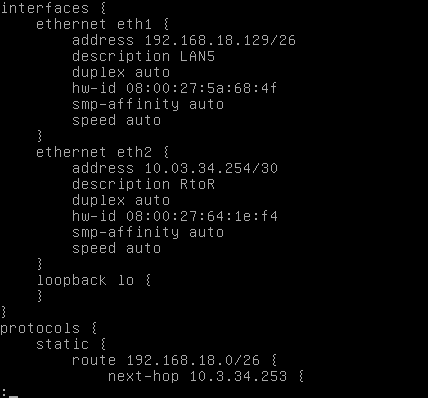 interfaces {
    ethernet eth1 {
        address 192.168.18.129/26
        description LAN5
        duplex auto
        hw-id 08:00:27:5a:68:4f
        smp-affinity auto
        speed auto
    }
    ethernet eth2 {
        address 10.03.34.254/30
        description RtoR
        duplex auto
        hw-id 08:00:27:64:1e:f4
        smp-affinity auto
        speed auto
    }
    loopback lo {
    }
}
protocols {
    static {
        route 192.168.18.0/26 {
            next-hop 10.3.34.253 {
: